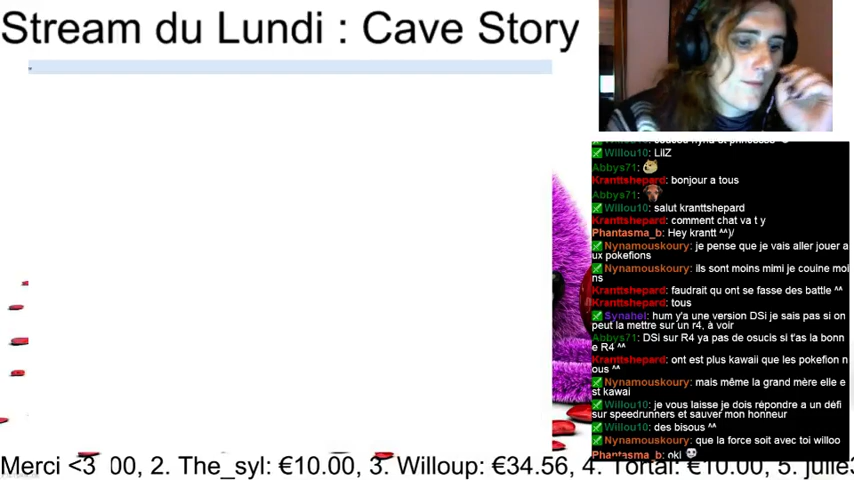 Stream du Lundi : Cave Story
Willou10: LilZ
Abbys71:
Kranttshepard: bonjour a tous
Abbys71:
Willou10: salut kranttshepard
Kranttshepard: comment chat va t y
Phantasma_b: Hey krantt ^^)/
Nynamouskoury: je pense que je vais aller jouer a
ux pokefions
Nynamouskoury: ils sont moins mimi je couine moi
ns
Kranttshepard: faudrait qu ont se fasse des battle ^^
Kranttshepard: tous
Synahel: hum y'a une version DSi je sais pas si on
peut la mettre sur un r4, à voir
Abbys71: DSi sur R4 ya pas de osucis si t'as la bonn
e R4 ^^
Kranttshepard: ont est plus kawaii que les pokefion n
ous ^^
Nynamouskoury: mais même la grand mère elle e
st kawai
Willou10: je vous laisse je dois répondre a un défi
sur speedrunners et sauver mon honneur
Willou10: des bisous ^^
Nynamouskoury: que la force soit avec toi willoo
Phantasma_b: oki
Merci <3 00, 2. The_syl: €10.00, 3. Willoup: €34.56, 4. Tortal: €10.00, 5.